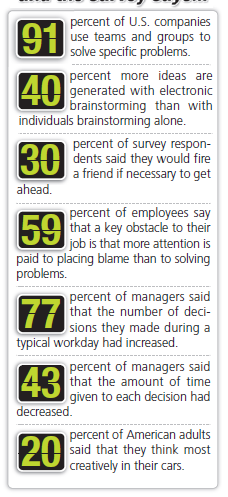 and the survey says...
91 percent of U.S. companies
use teams and groups to
solve specific problems.
40 percent more ideas are
generated with electronic
brainstorming than with
individuals brainstorming alone.
30 percent of survey respon-
dents said they would fire
a friend if necessary to get
ahead.
59 percent of employees say
that a key obstacle to their
job is that more attention is
paid to placing blame than to solving
problems.
77 percent of managers said
that the number of deci-
sions they made during a
typical workday had increased.
43 percent of managers said
that the amount of time
given to each decision had
decreased.
20 percent of American adults
said that they think most
creatively in their cars.